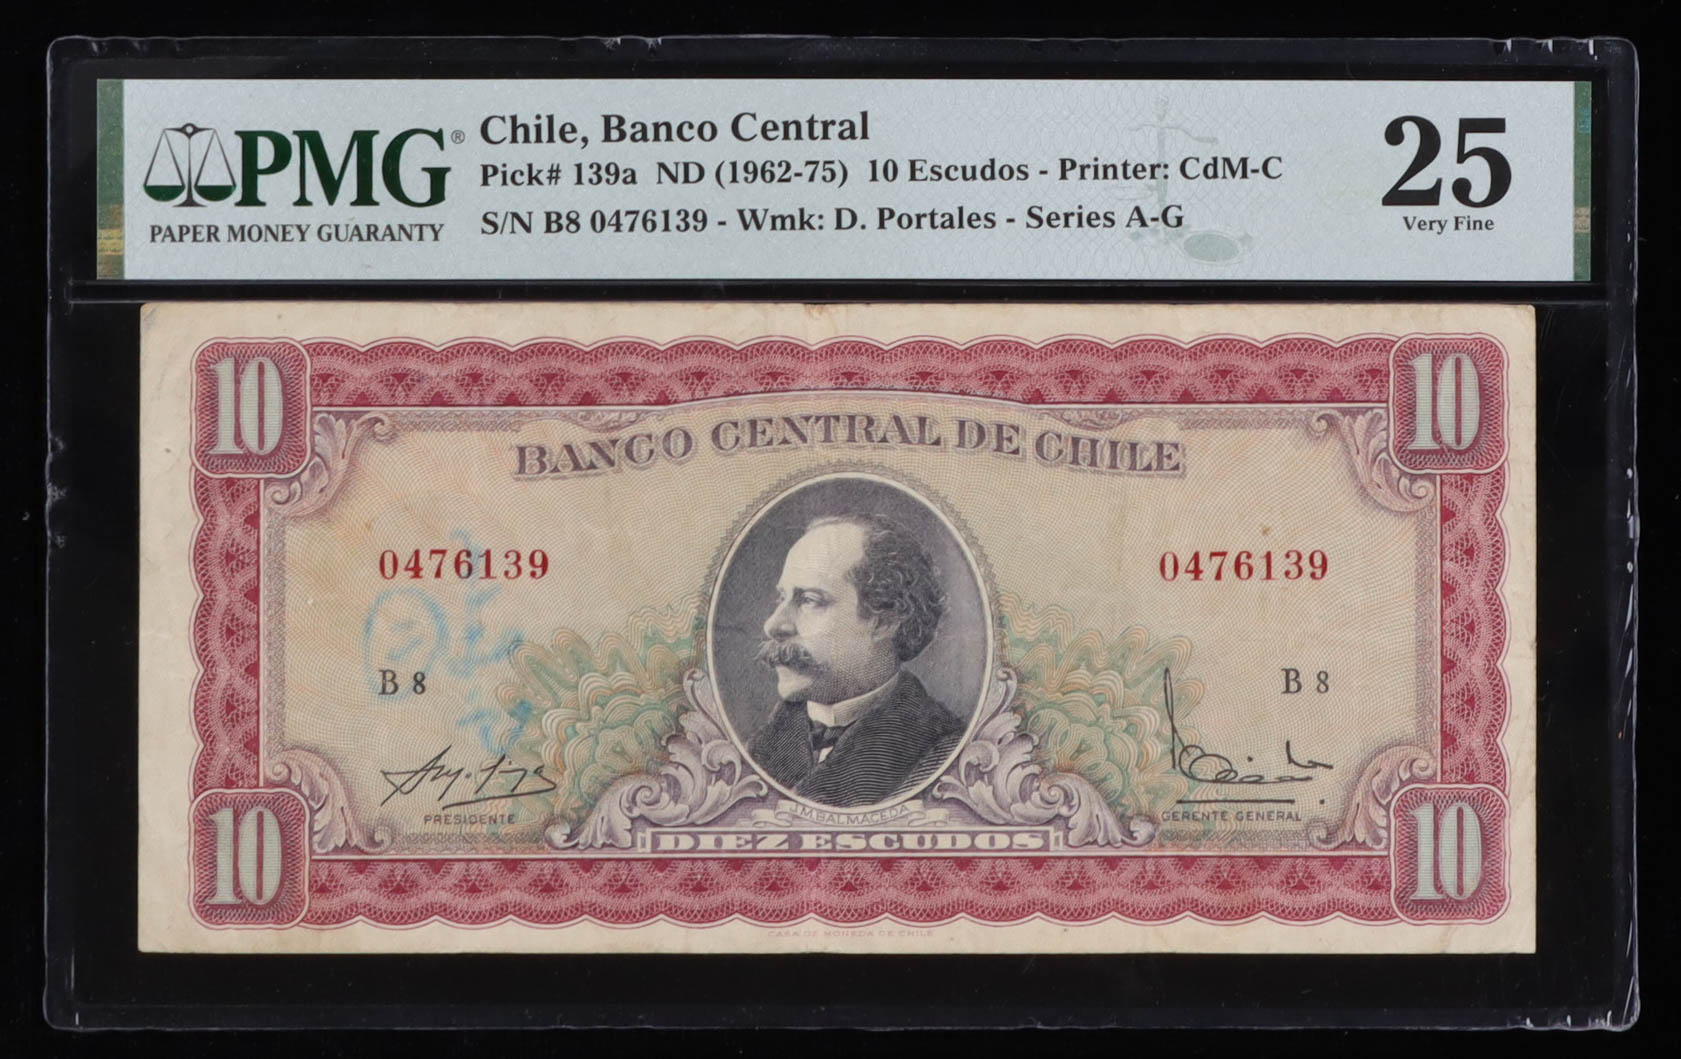 PMG®
PAPER MONEY GUARANTY
Chile, Banco Central
Pick# 139a ND (1962-75) 10 Escudos - Printer: CdM-C
S/N B8 0476139 - Wmk: D. Portales - Series A-G
25
Very Fine
10 10
BANCO CENTRAL DE CHILE
0476139 0476139
B 8 B 8
PRESIDENTE
J.M.BALMACEDA
GERENTE GENERAL
DIEZ ESCUDOS
10 10
CASA DE MONEDA DE CHILE